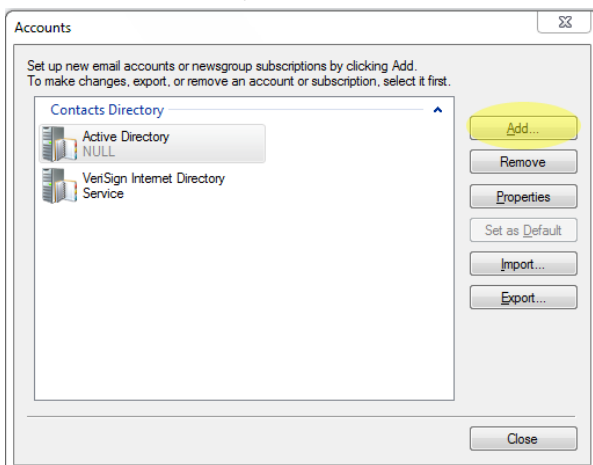 Accounts
Set up new email accounts or newsgroup subscriptions by clicking Add.
To make changes, export, or remove an account or subscription, select it first.
Contacts Directory
Active Directory
NULL
VeriSign Internet Directory
Service
Add...
Remove
Properties
Set as Default
Import...
Export...
Close